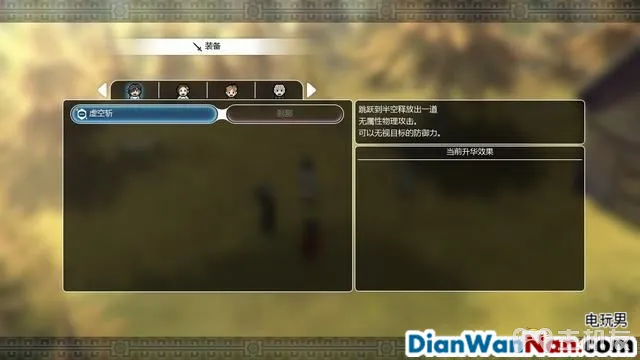 装备
虚空斩
刹那
跳跃到半空释放出一道
无属性物理攻击。
可以无视目标的防御力。
当前升华效果
电玩男
DianWanNan.com